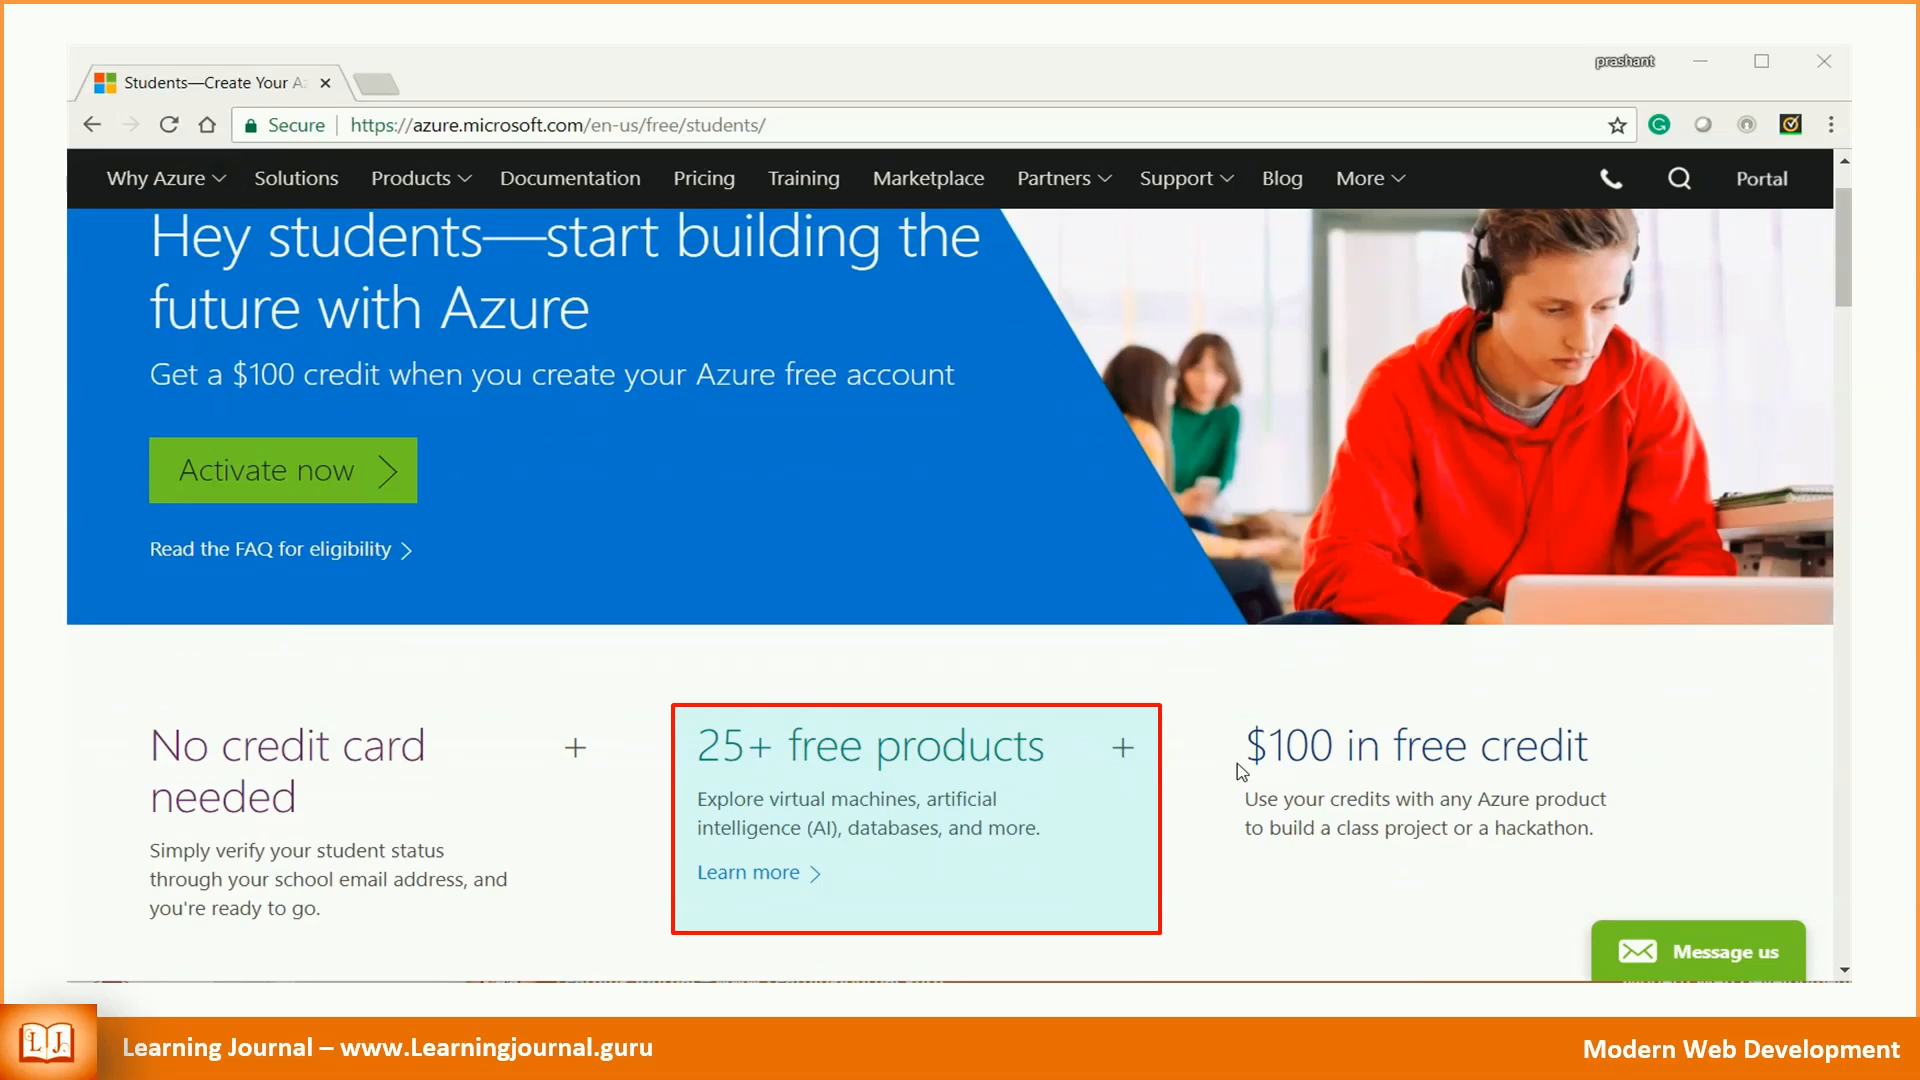 prashant
Students—Create Your A
Secure
https://azure.microsoft.com/en-us/free/students/
Why Azure Solutions Products Documentation Pricing Training Marketplace Partners Support Blog More Portal
Hey students—start building the
future with Azure
Get a $100 credit when you create your Azure free account
Activate now
Read the FAQ for eligibility
No credit card
needed
Simply verify your student status
through your school email address, and
you're ready to go.
25+ free products
Explore virtual machines, artificial
intelligence (AI), databases, and more.
Learn more
$100 in free credit
Use your credits with any Azure product
to build a class project or a hackathon.
Message us
LJ
Learning Journal – www.Learningjournal.guru
Modern Web Development